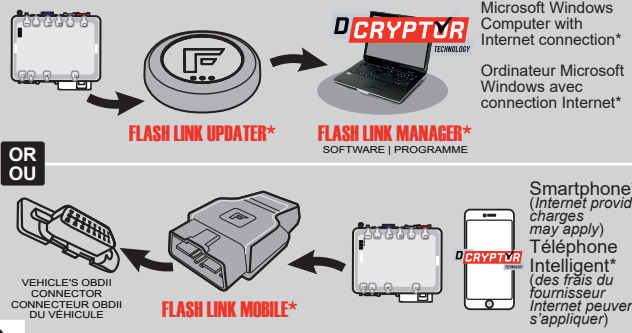 Microsoft Windows
Computer with
Internet connection*
Ordinateur Microsoft
Windows avec
connection Internet*
DCRYPTOR
TECHNOLOGY
FLASH LINK UPDATER*
FLASH LINK MANAGER*
SOFTWARE | PROGRAMME
OR
OU
VEHICLE'S OBDII
CONNECTOR
CONNECTEUR OBDII
DU VÉHICULE
FLASH LINK MOBILE*
DCRYPTOR
TECHNOLOGY
Smartphone
(Internet provid
charges
may apply)
Téléphone
Intelligent*
(des frais du
fournisseur
Internet peuven
s'appliquer)